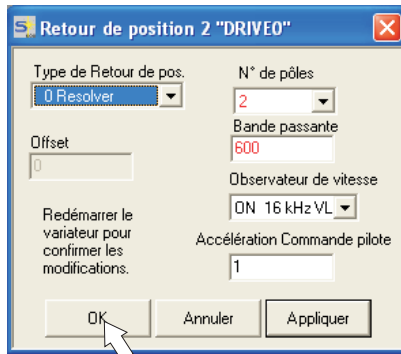 Retour de position 2 "DRIVE0"
Type de Retour de pos.
0 Resolver
N° de pôles
2
Bande passante
600
Offset
0
Observateur de vitesse
ON 16 kHz VL
Redémarrer le
variateur pour
confirmer les
modifications.
Accélération Commande pilote
1
OK
Annuler
Appliquer